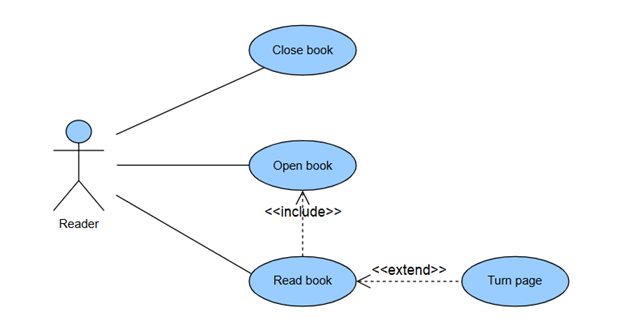 Close book
Open book
<<include>>
Reader
<<extend>>
Read book
Turn page